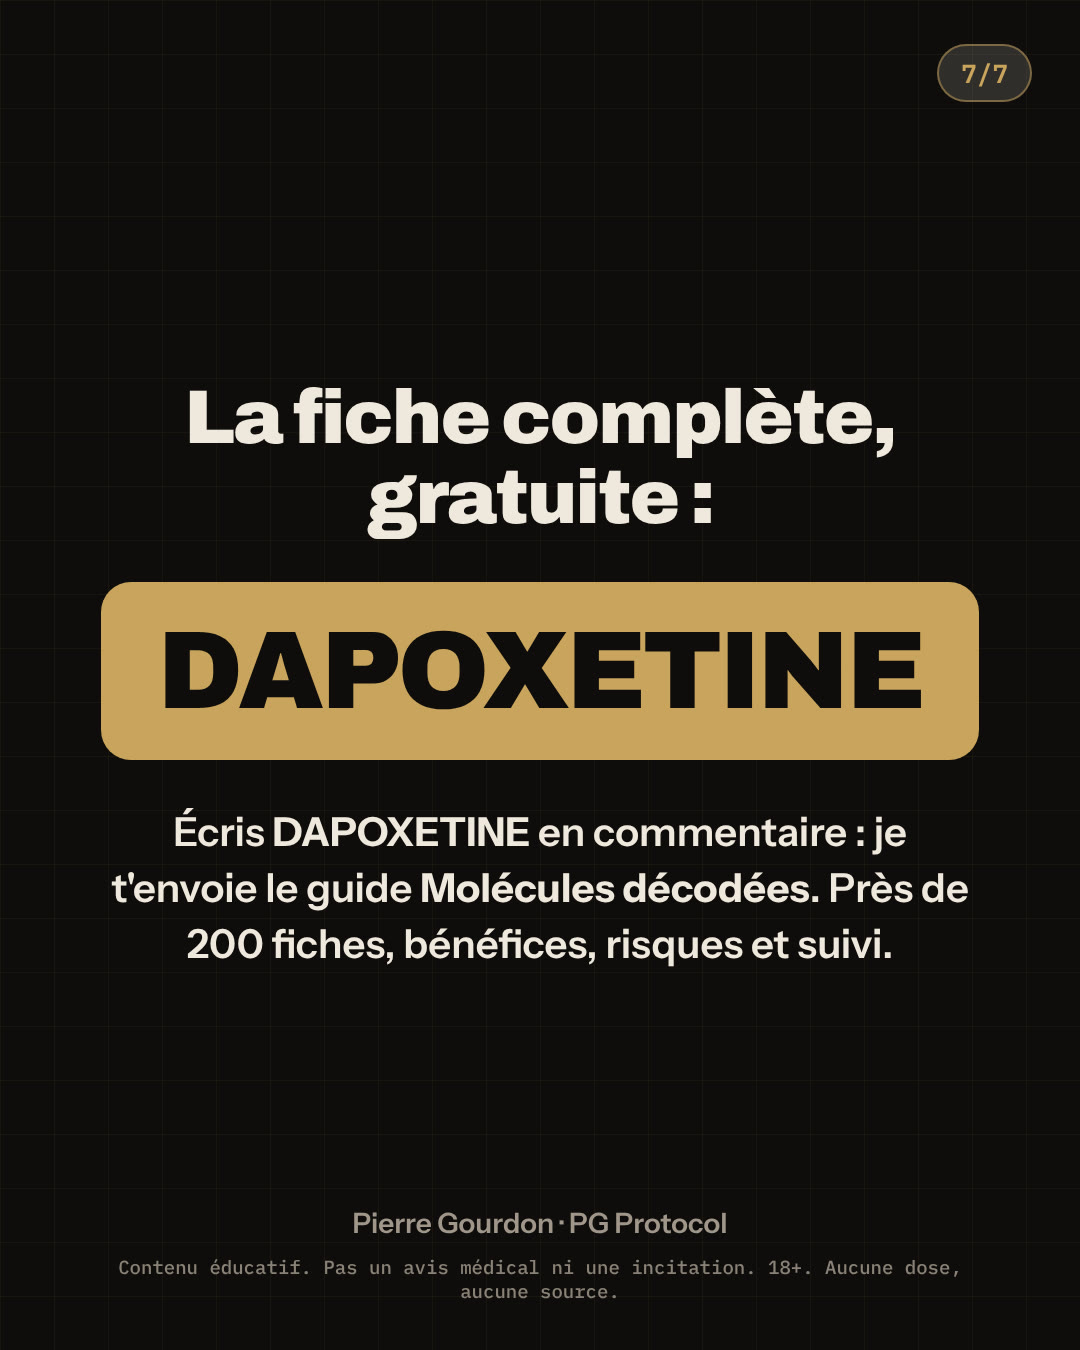 7/7
La fiche complète,
gratuite :
DAPOXETINE
Écris DAPOXETINE en commentaire : je
t'envoie le guide Molécules décodées. Près de
200 fiches, bénéfices, risques et suivi.
Pierre Gourdon · PG Protocol
Contenu éducatif. Pas un avis médical ni une incitation. 18+. Aucune dose,
aucune source.